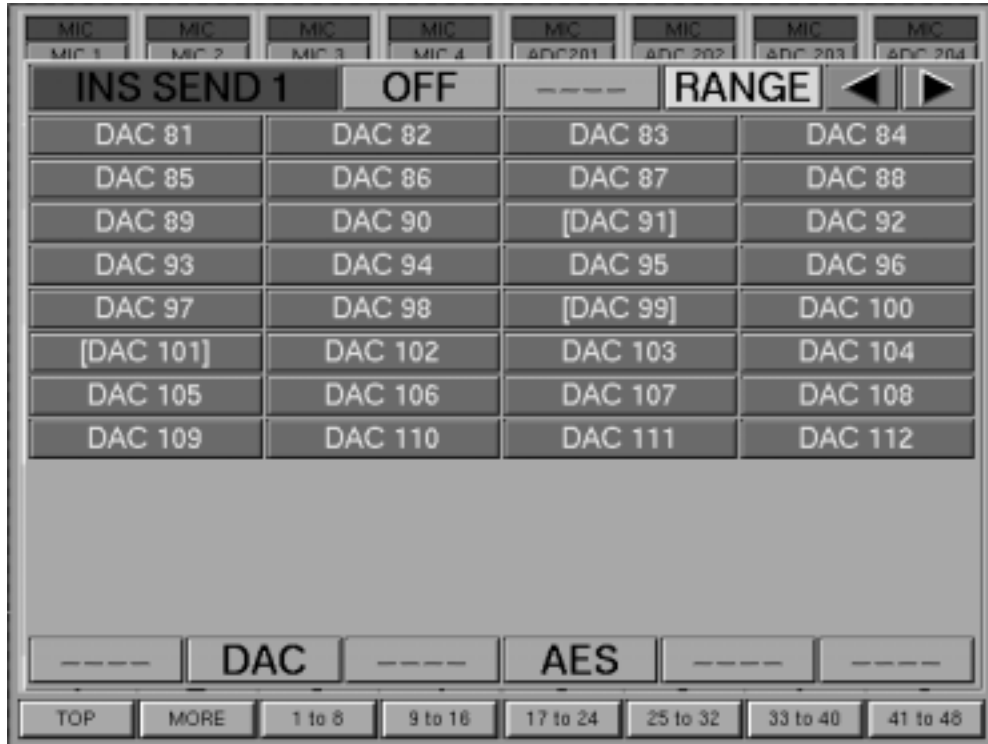 MIC MIC MIC MIC MIC MIC MIC MIC
MIC 1 MIC 2 MIC 3 MIC 4 ADC201 ADC 202 ADC 203 ADC 204
INS SEND 1 OFF ---- RANGE
DAC 81 DAC 82 DAC 83 DAC 84
DAC 85 DAC 86 DAC 87 DAC 88
DAC 89 DAC 90 [DAC 91] DAC 92
DAC 93 DAC 94 DAC 95 DAC 96
DAC 97 DAC 98 [DAC 99] DAC 100
[DAC 101] DAC 102 DAC 103 DAC 104
DAC 105 DAC 106 DAC 107 DAC 108
DAC 109 DAC 110 DAC 111 DAC 112
---- DAC ---- AES ---- ----
TOP MORE 1 to 8 9 to 16 17 to 24 25 to 32 33 to 40 41 to 48